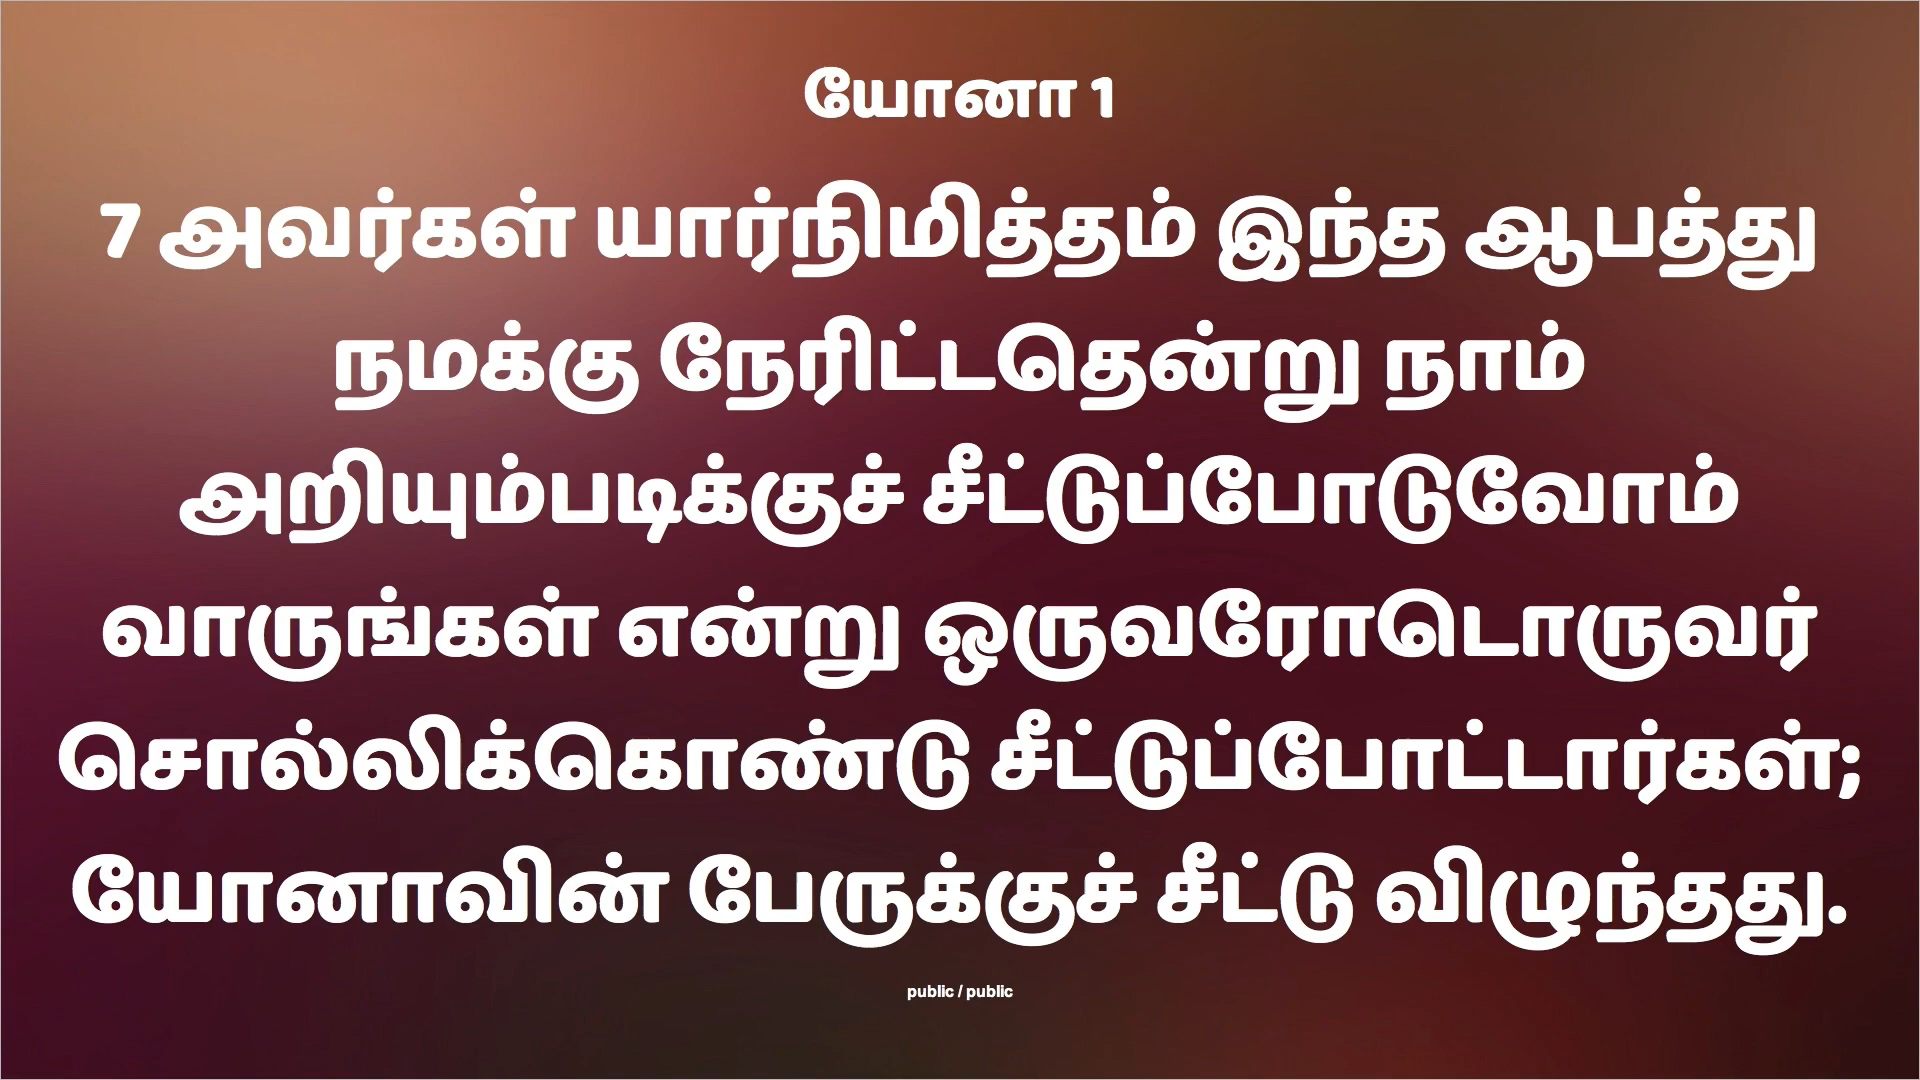 யோனா 1
7 அவர்கள் யார்நிமித்தம் இந்த ஆபத்து
நமக்கு நேரிட்டதென்று நாம்
அறியும்படிக்குச் சீட்டுப்போடுவோம்
வாருங்கள் என்று ஒருவரோடொருவர்
சொல்லிக்கொண்டு சீட்டுப்போட்டார்கள்;
யோனாவின் பேருக்குச் சீட்டு விழுந்தது.
public / public